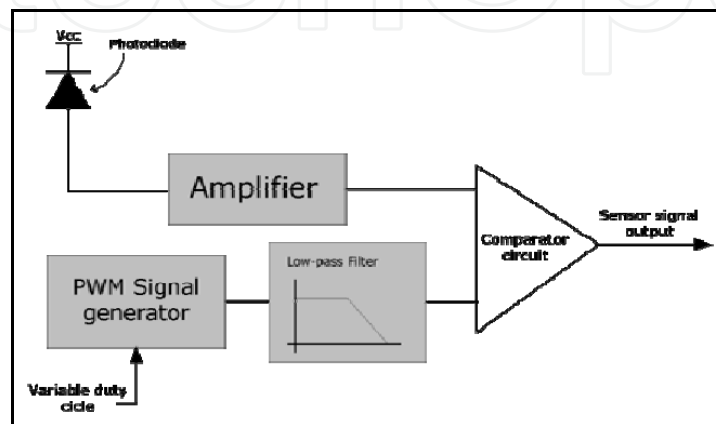 Vcc
Photodiode
Amplifier
Comparator
circuit
Sensor signal
output
PWM Signal
generator
Low-pass Filter
Variable duty
cicle